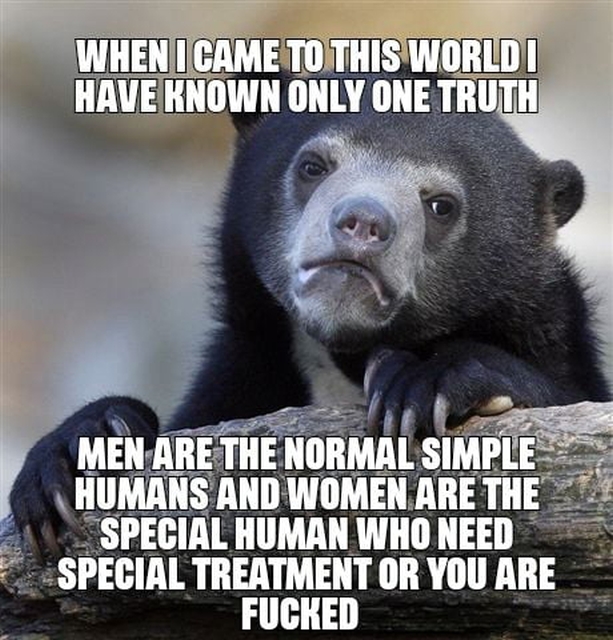 WHEN I CAME TO THIS WORLD I
HAVE KNOWN ONLY ONE TRUTH
MEN ARE THE NORMAL SIMPLE
HUMANS AND WOMEN ARE THE
SPECIAL HUMAN WHO NEED
SPECIAL TREATMENT OR YOU ARE
FUCKED